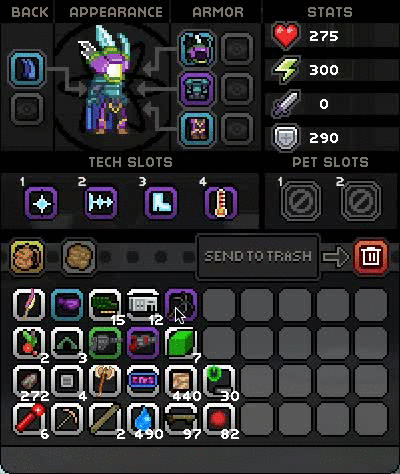 BACK APPEARANCE ARMOR STATS
275
300
0
290
TECH SLOTS PET SLOTS
1 2 3 4 1 2
SEND TO TRASH
15 12
2 3 7
272 4 440 30
6 2 490 97 82